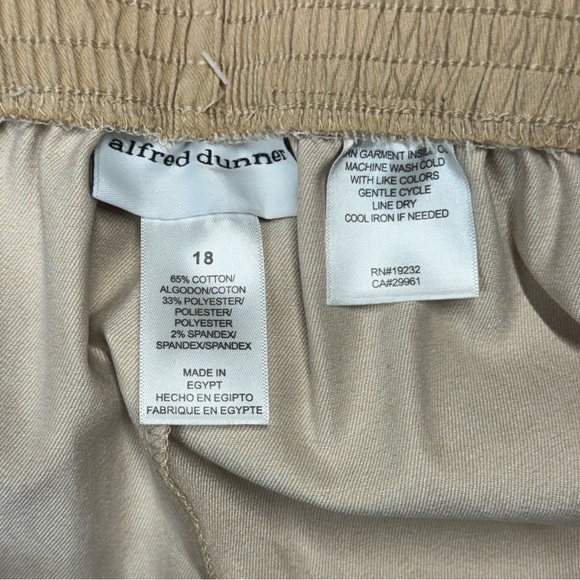 alfred dunner
18
65% COTTON/
ALGODON/COTON
33% POLYESTER/
POLIESTER/
POLYESTER
2% SPANDEX/
SPANDEX/SPANDEX
MADE IN
EGYPT
HECHO EN EGIPTO
FABRIQUE EN EGYPTE
GARMENT
MACHINE WASH COLD
WITH LIKE COLORS
GENTLE CYCLE
LINE DRY
COOL IRON IF NEEDED
RN#19232
CA#29961